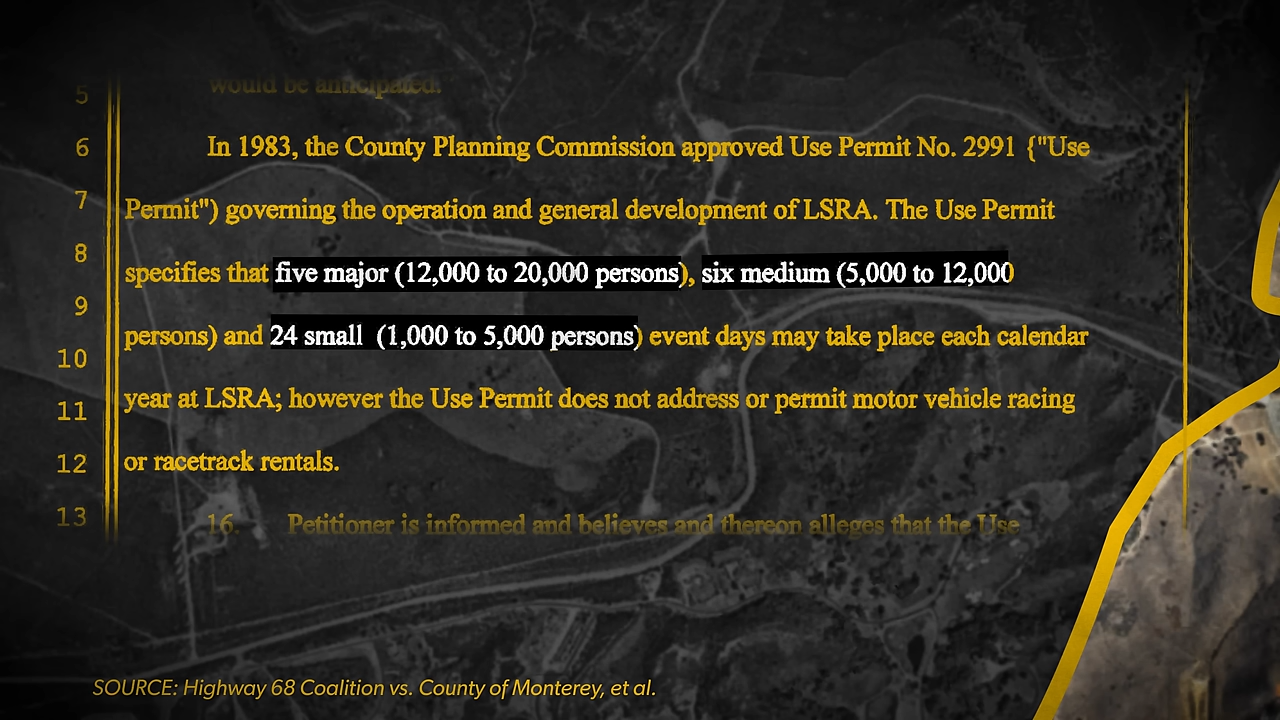 5 would be anticipated.
6 In 1983, the County Planning Commission approved Use Permit No. 2991 {"Use
7 Permit") governing the operation and general development of LSRA. The Use Permit
8 specifies that five major (12,000 to 20,000 persons), six medium (5,000 to 12,000
9 persons) and 24 small (1,000 to 5,000 persons) event days may take place each calendar
10 year at LSRA; however the Use Permit does not address or permit motor vehicle racing
11 or racetrack rentals.
12
13 16. Petitioner is informed and believes and thereon alleges that the Use
SOURCE: Highway 68 Coalition vs. County of Monterey, et al.